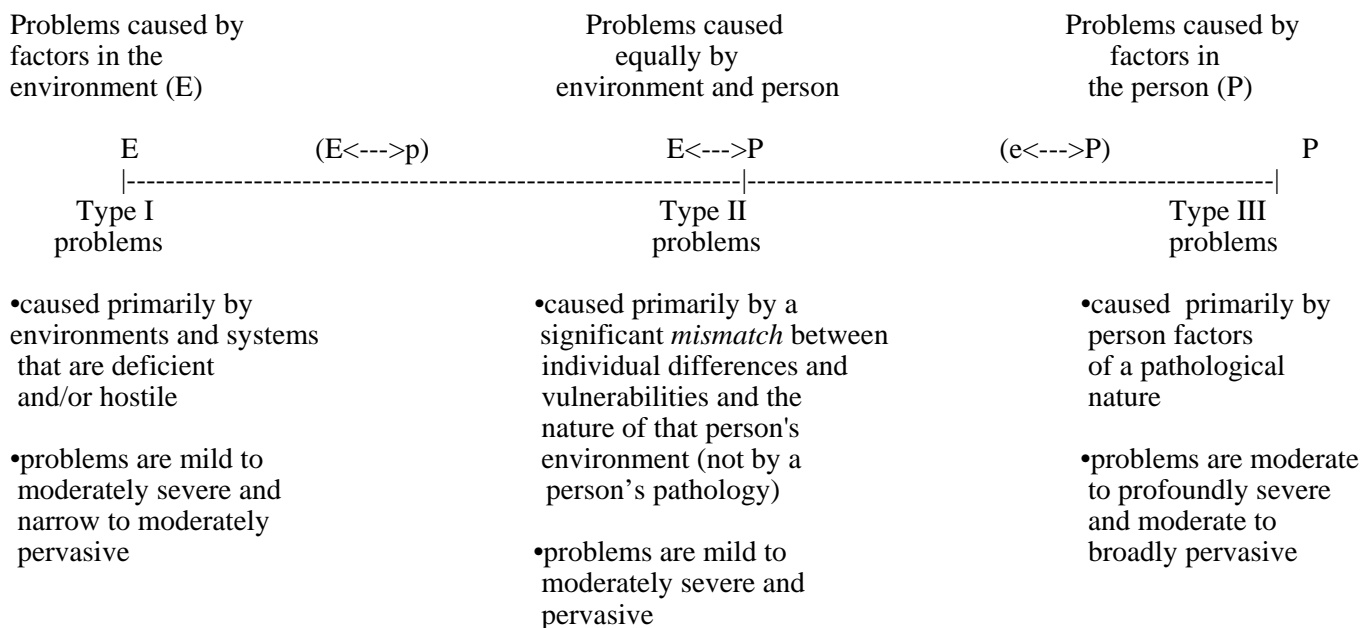 Problems caused by
factors in the
environment (E)
Problems caused
equally by
environment and person
Problems caused by
factors in
the person (P)
E (E<--->p) E<--->P (e<--->P) P
|---------------------------------------------------------------|------------------------------------------------------|
Type I
problems
Type II
problems
Type III
problems
•caused primarily by
environments and systems
that are deficient
and/or hostile
•problems are mild to
moderately severe and
narrow to moderately
pervasive
•caused primarily by a
significant mismatch between
individual differences and
vulnerabilities and the
nature of that person's
environment (not by a
person’s pathology)
•problems are mild to
moderately severe and
pervasive
•caused primarily by
person factors
of a pathological
nature
•problems are moderate
to profoundly severe
and moderate to
broadly pervasive